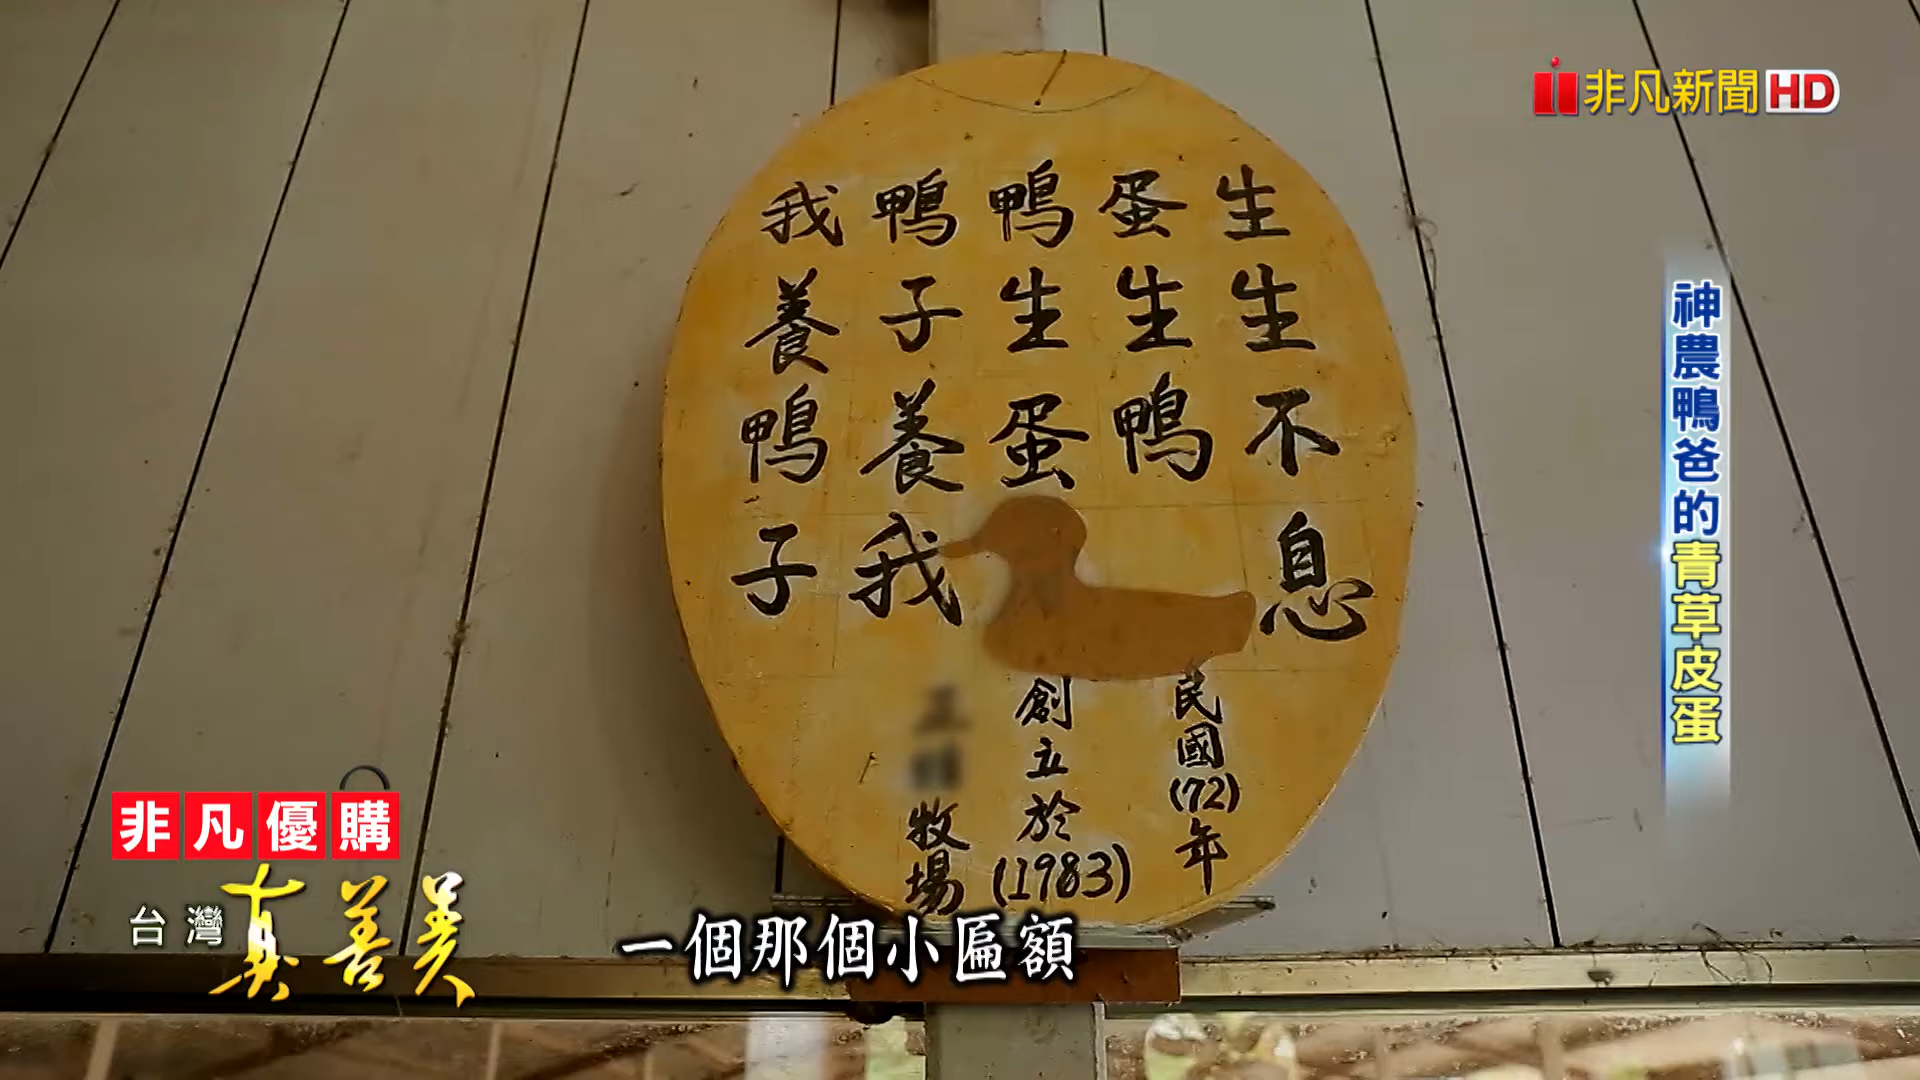 非凡新聞HD
我養鴨子
鴨子養我
鴨生蛋
蛋生鴨
生生不息
牧場
創立於(1983)
民國(72)年
神農鴨爸的青草皮蛋
非凡優購
台灣真善美
一個那個小匾額